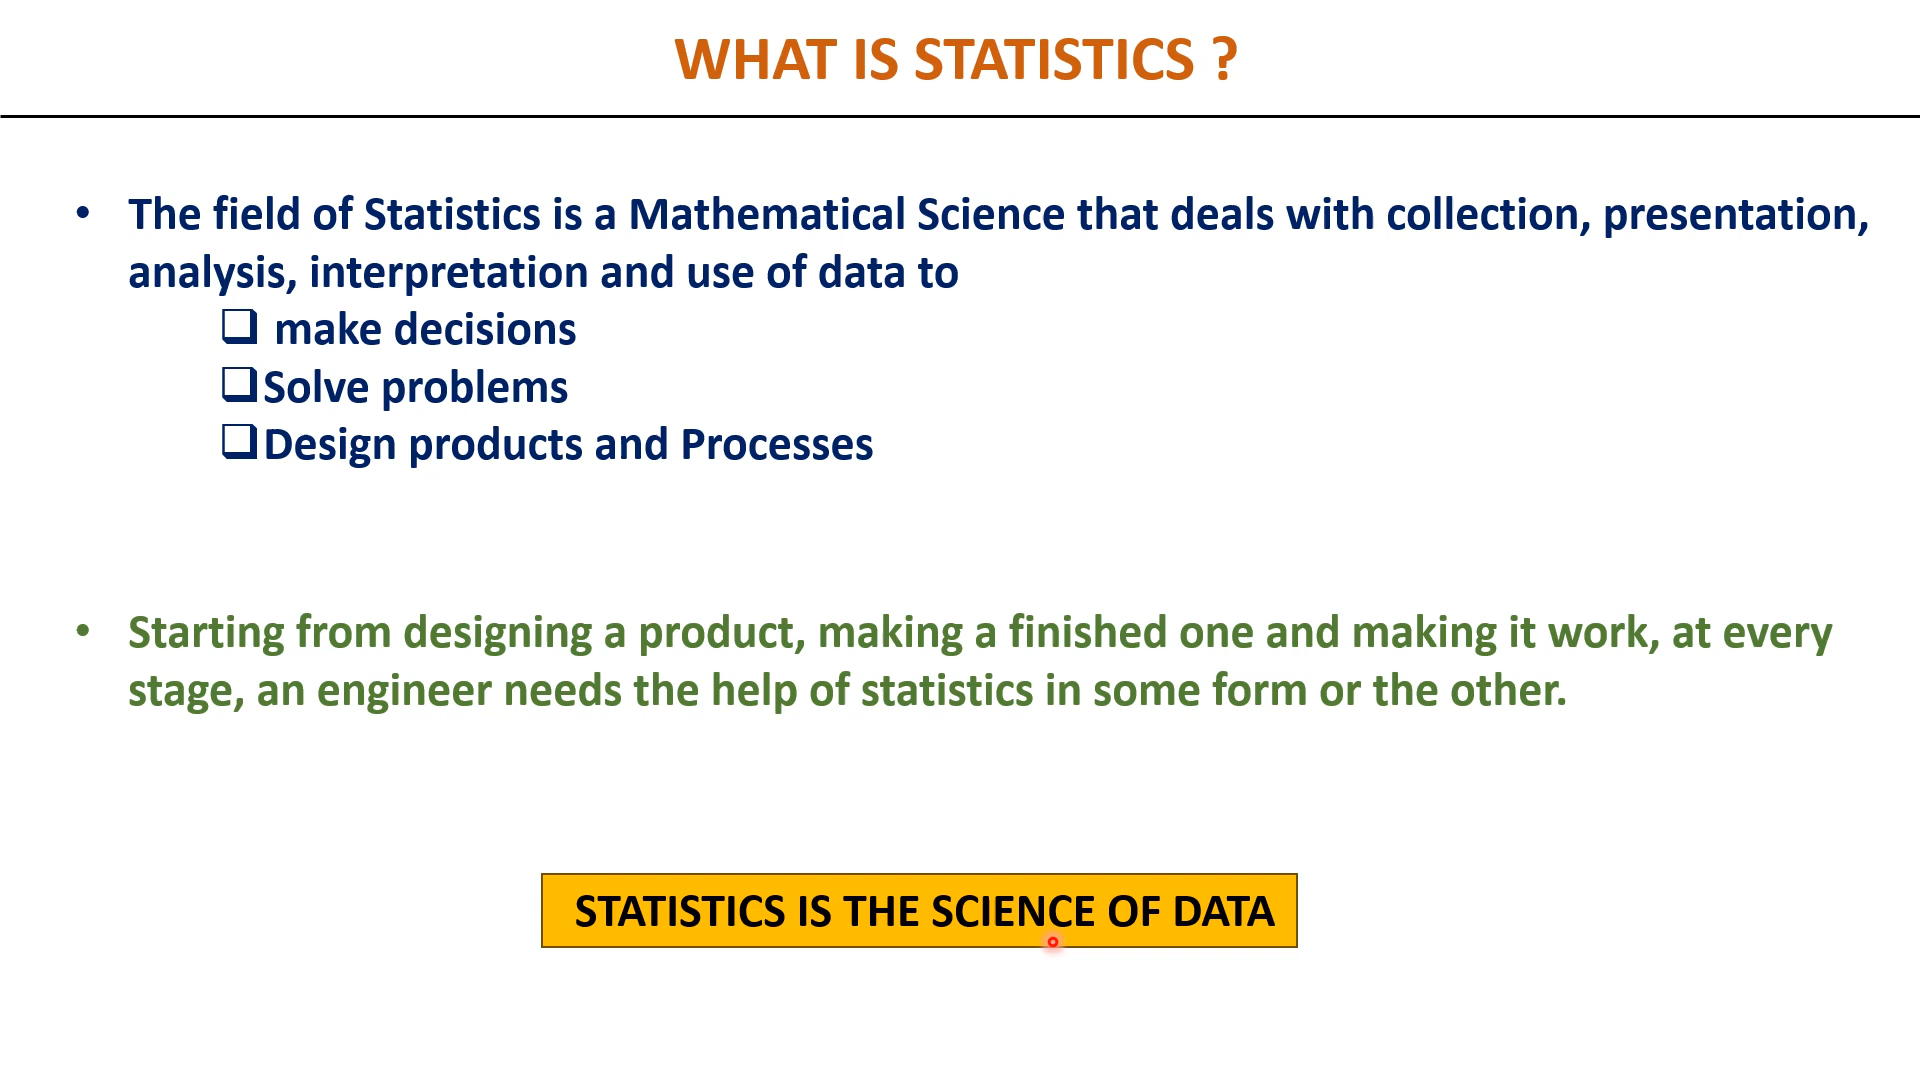 WHAT IS STATISTICS ?
• The field of Statistics is a Mathematical Science that deals with collection, presentation,
analysis, interpretation and use of data to
❑ make decisions
❑Solve problems
❑Design products and Processes
• Starting from designing a product, making a finished one and making it work, at every
stage, an engineer needs the help of statistics in some form or the other.
STATISTICS IS THE SCIENCE OF DATA